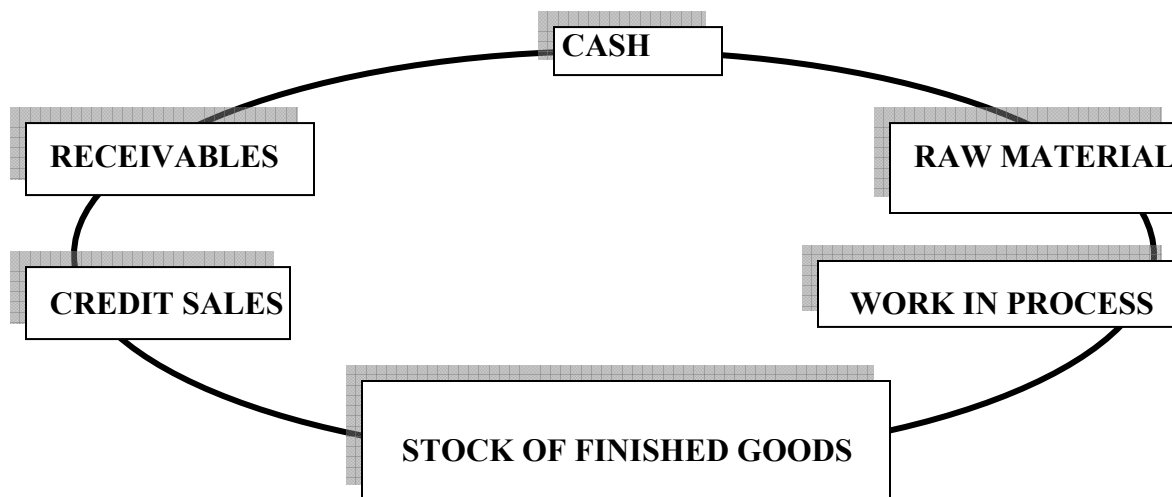 CASH
RECEIVABLES
RAW MATERIAL
CREDIT SALES
WORK IN PROCESS
STOCK OF FINISHED GOODS